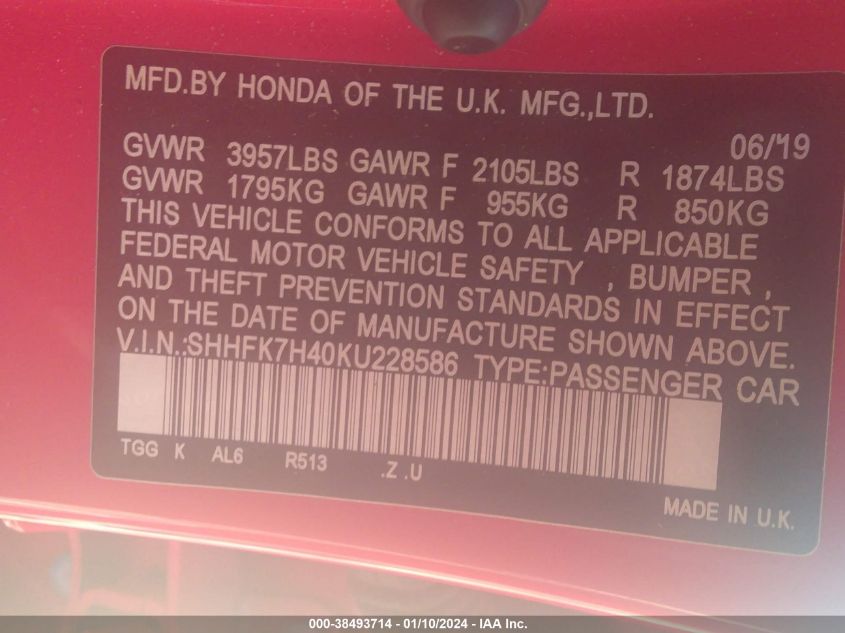 MFD.BY HONDA OF THE U.K. MFG.,LTD.
06/19
GVWR 3957LBS GAWR F 2105LBS R 1874LBS
GVWR 1795KG GAWR F 955KG R 850KG
THIS VEHICLE CONFORMS TO ALL APPLICABLE
FEDERAL MOTOR VEHICLE SAFETY , BUMPER ,
AND THEFT PREVENTION STANDARDS IN EFFECT
ON THE DATE OF MANUFACTURE SHOWN ABOVE.
V.I.N.:SHHFK7H40KU228586 TYPE:PASSENGER CAR
TGG K AL6 R513 .Z .U
MADE IN U.K.
000-38493714 - 01/10/2024 - IAA Inc.